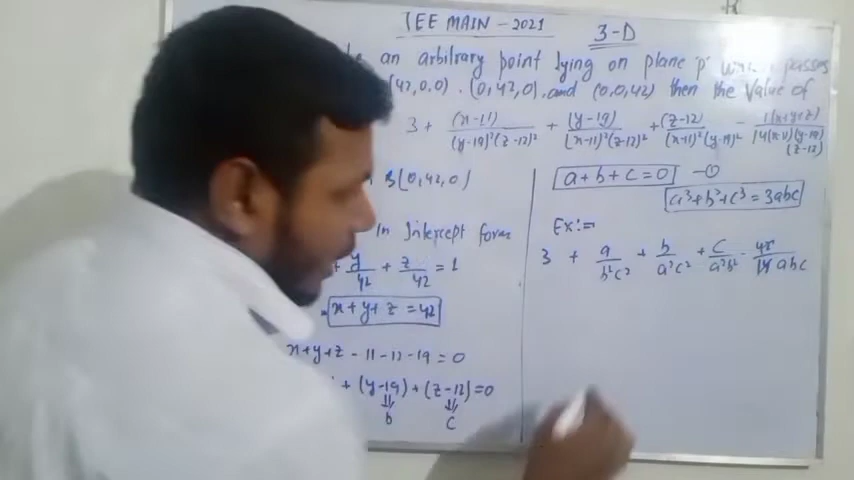 JEE MAIN - 2021
3-D
an arbitrary point lying on plane 'p' passes
(42,0,0) . (0,42,0) .and (0,0,42) then the Value of
3 + (x-11)/((y-19)²(z-12)²) + (y-19)/((x-11)²(z-12)²) + (z-12)/((x-11)²(y-19)²) - 1(x+y+z)/(14(x-11)(y-19)(z-12))
B(0,42,0)
In Intercept form
+ y/42 + z/42 = 1
x+y+z = 42
x+y+z - 11-12-19 = 0
+ (y-19) + (z-12) = 0
b c
a+b+c = 0 -①
a³+b³+c³ = 3abc
Ex:=
3 + a/(b²c²) + b/(a²c²) + c/(a²b²) - 42/(14 abc)